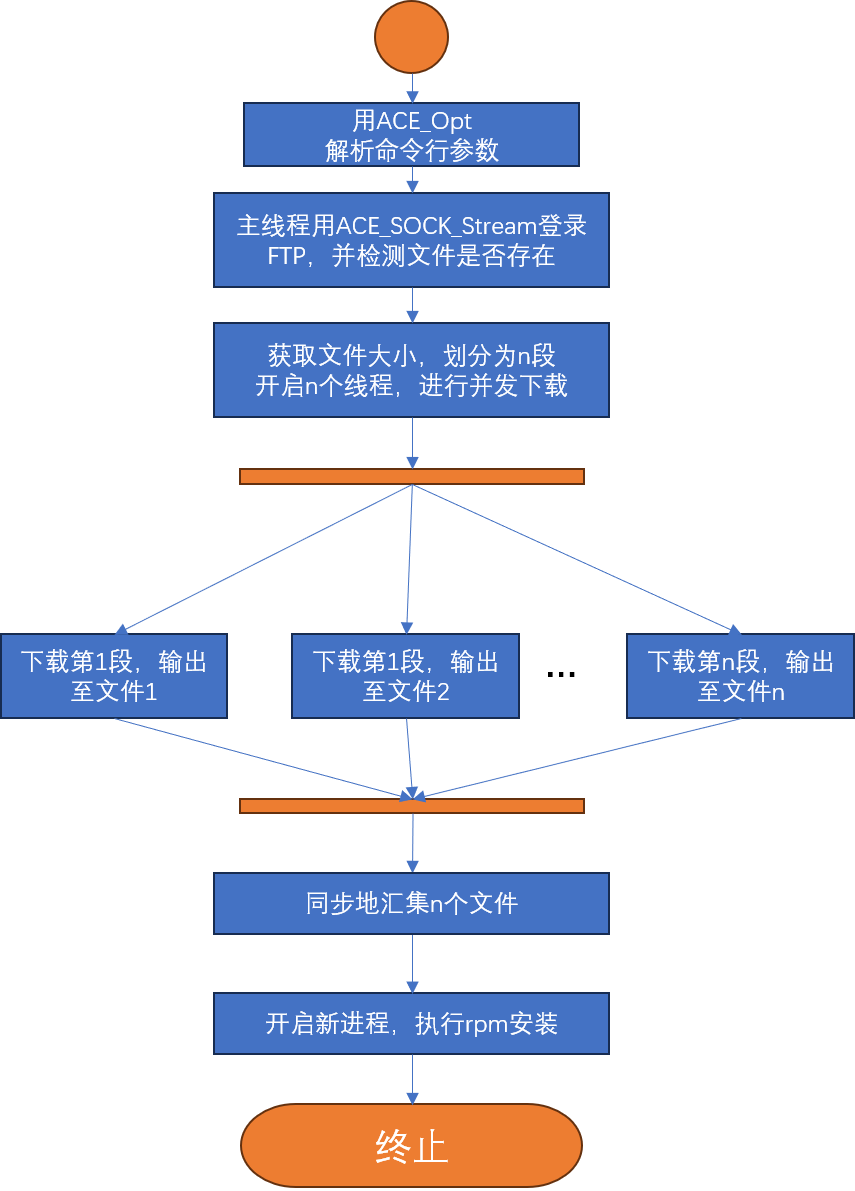 用ACE_Opt
解析命令行参数
主线程用ACE_SOCK_Stream登录
FTP，并检测文件是否存在
获取文件大小，划分为n段
开启n个线程，进行并发下载
下载第1段，输出
至文件1
下载第1段，输出
至文件2
...
下载第n段，输出
至文件n
同步地汇集n个文件
开启新进程，执行rpm安装
终止